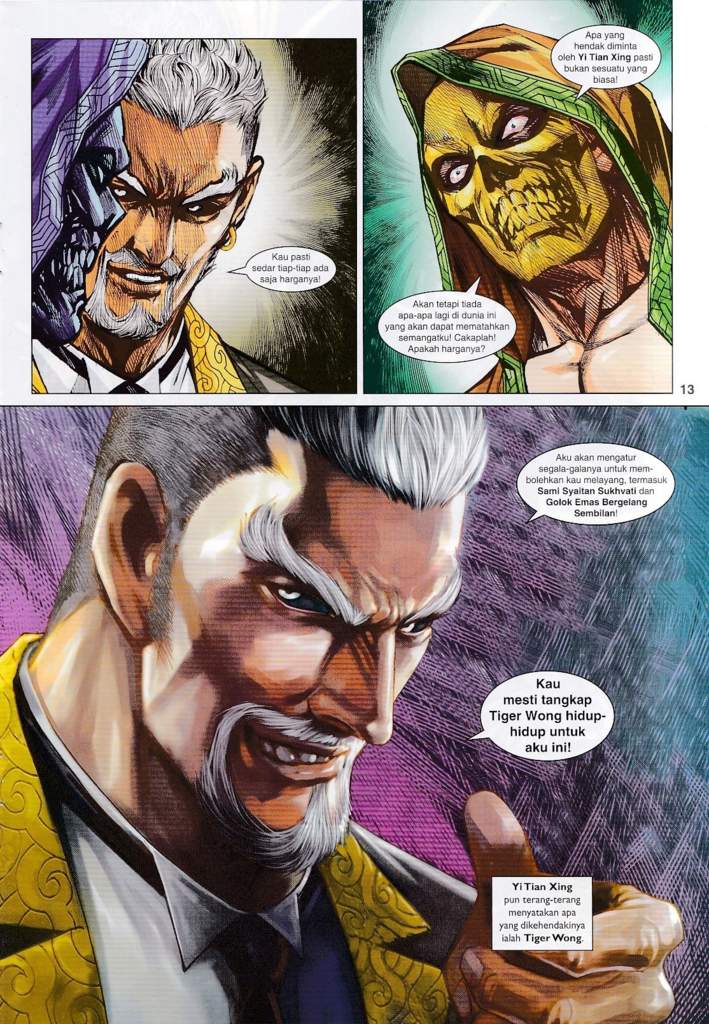 Kau pasti
sedar tiap-tiap ada
saja harganya!
Apa yang
hendak diminta
oleh Yi Tian Xing pasti
bukan sesuatu yang
biasa!
Akan tetapi tiada
apa-apa lagi di dunia ini
yang akan dapat mematahkan
semangatku! Cakaplah!
Apakah harganya?
13
Aku akan mengatur
segala-galanya untuk mem-
bolehkan kau melayang, termasuk
Sami Syaitan Sukhvati dan
Golok Emas Bergelang
Sembilan!
Kau
mesti tangkap
Tiger Wong hidup-
hidup untuk
aku ini!
Yi Tian Xing
pun terang-terang
menyatakan apa
yang dikehendakinya
ialah Tiger Wong.